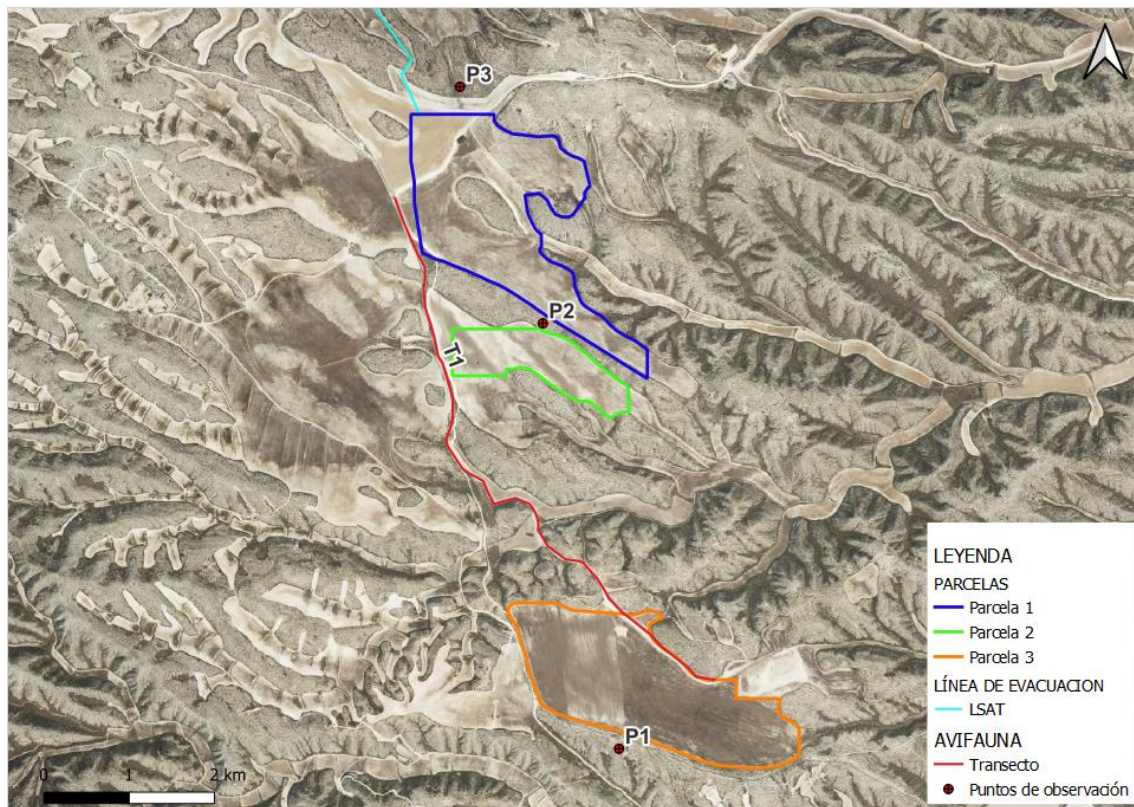 P3
P2
T1
P1
LEYENDA
PARCELAS
Parcela 1
Parcela 2
Parcela 3
LÍNEA DE EVACUACION
LSAT
AVIFAUNA
Transecto
Puntos de observación
0 1 2 km